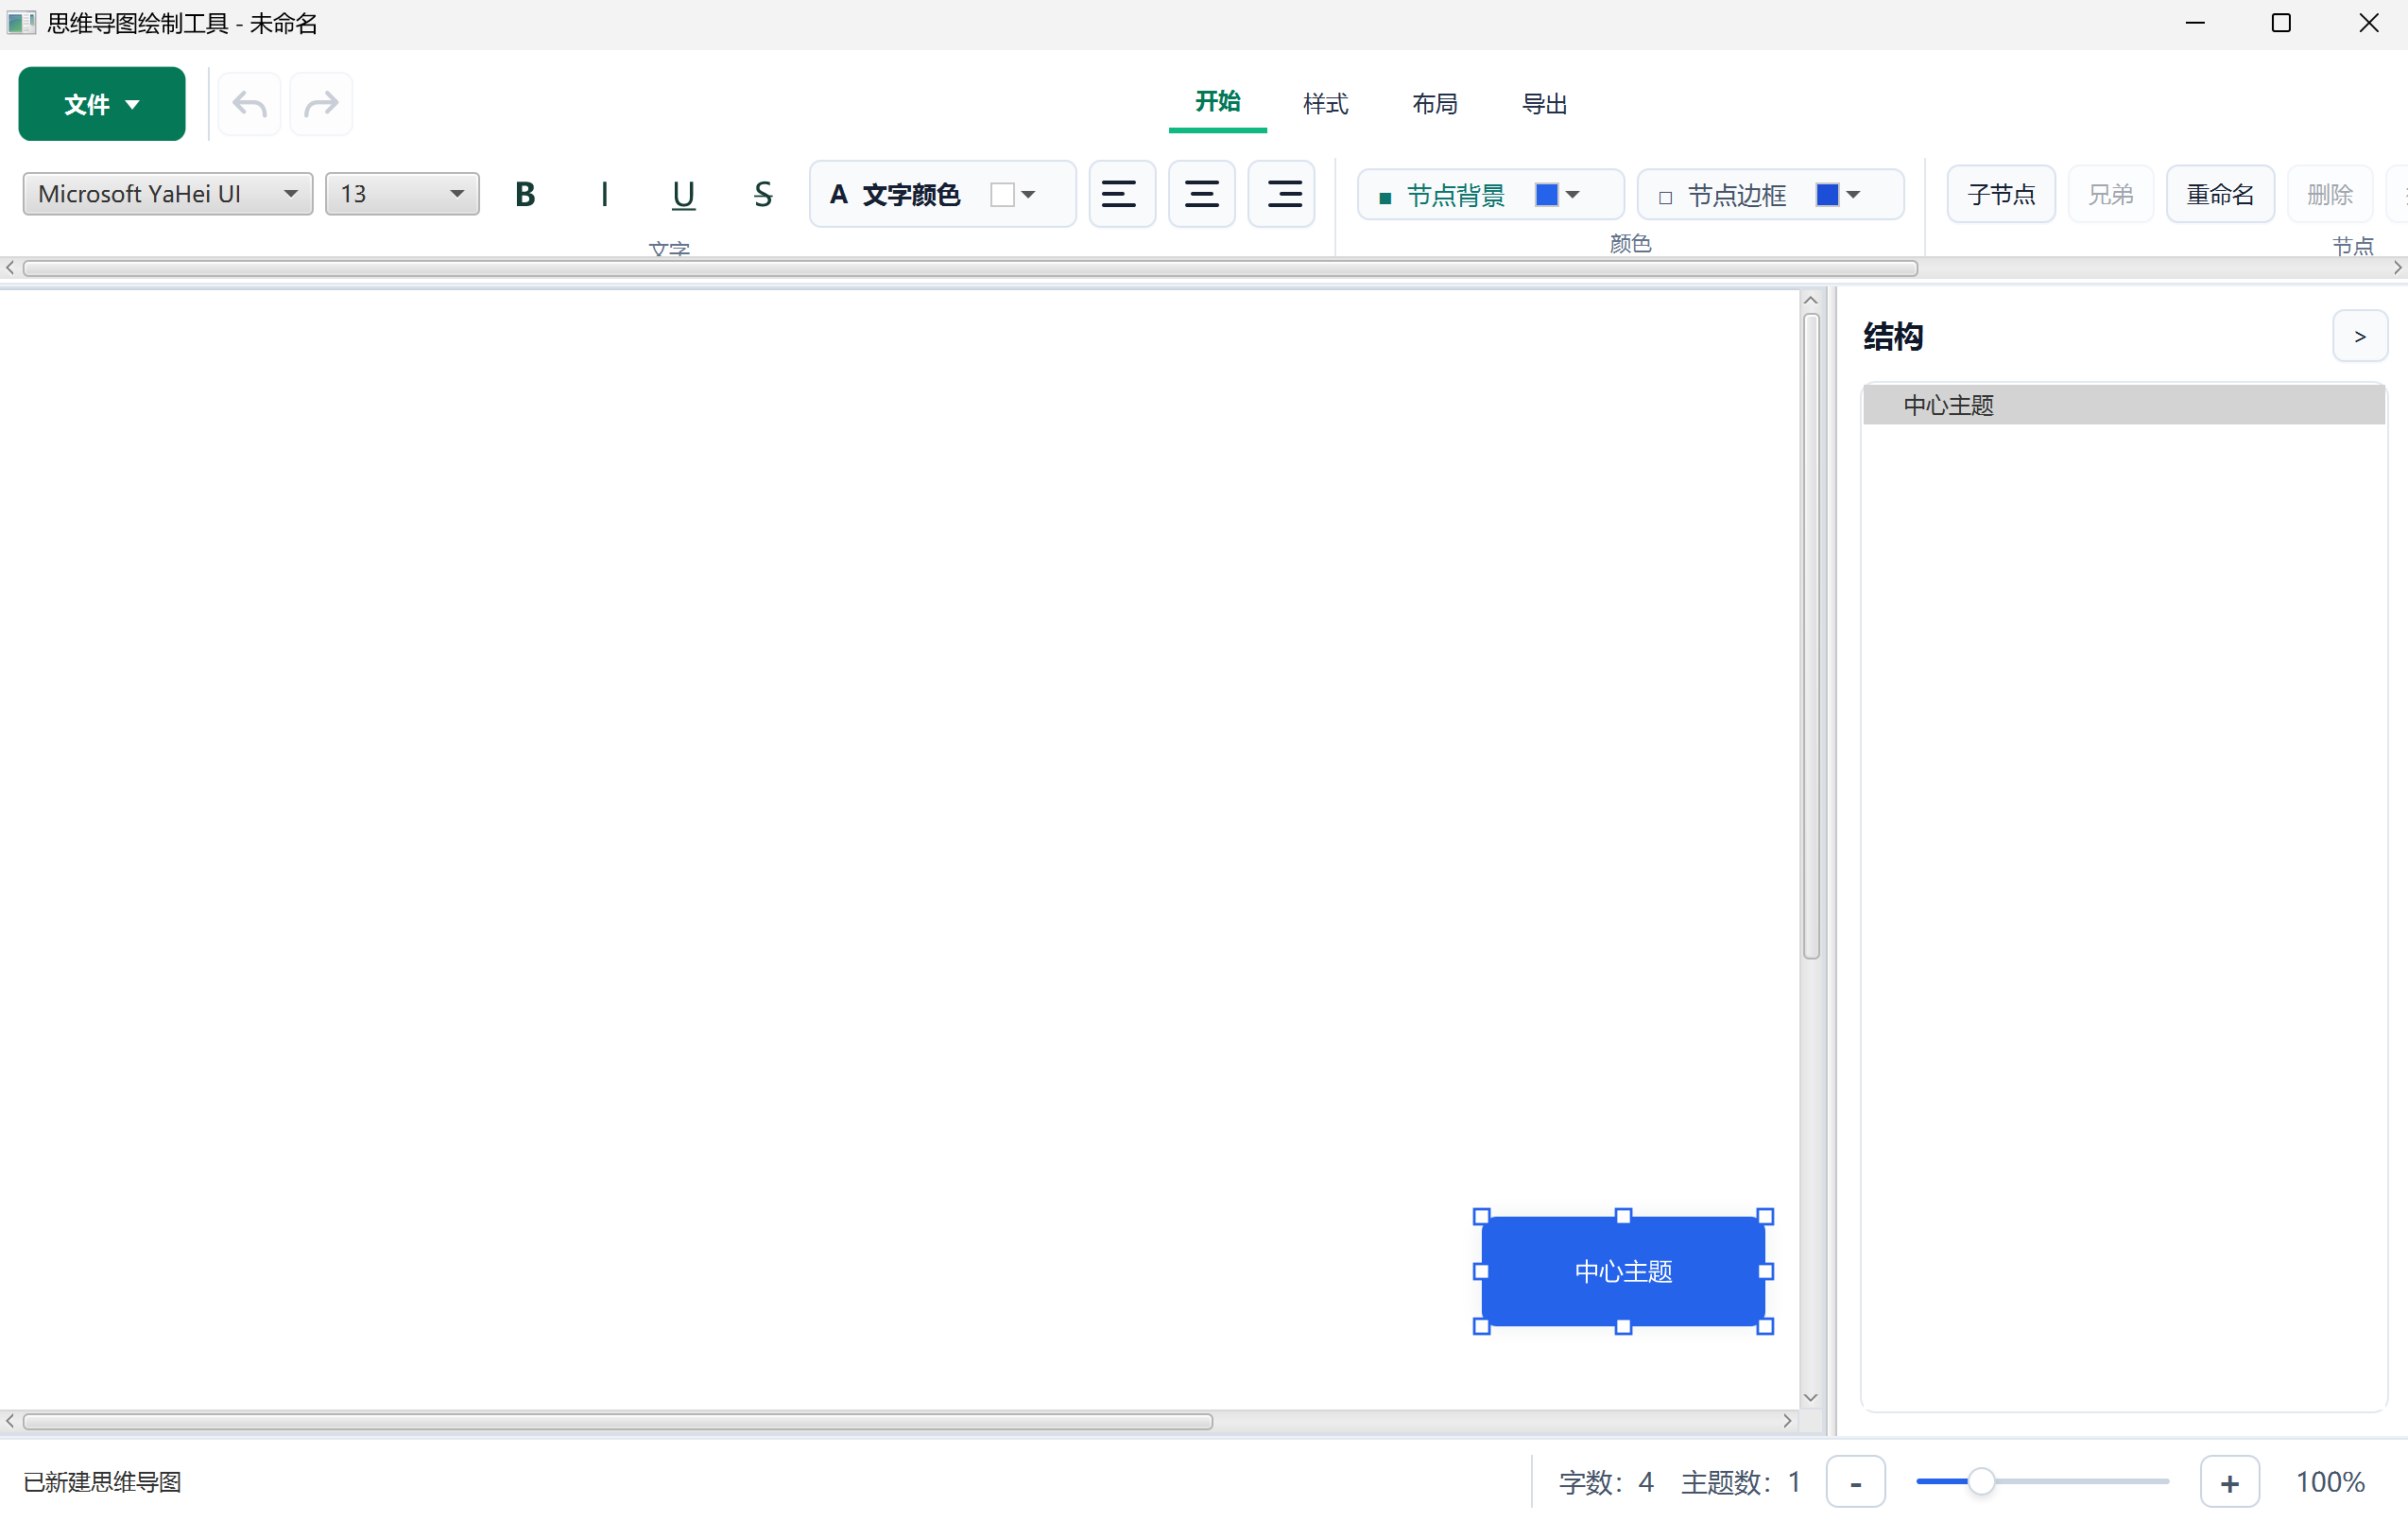 思维导图绘制工具 - 未命名
文件
开始 样式 布局 导出
Microsoft YaHei UI 13 B I U S A 文字颜色 节点背景 节点边框 子节点 兄弟 重命名 删除
文字 颜色 节点
结构 >
中心主题
中心主题
已新建思维导图 字数：4 主题数：1 - + 100%